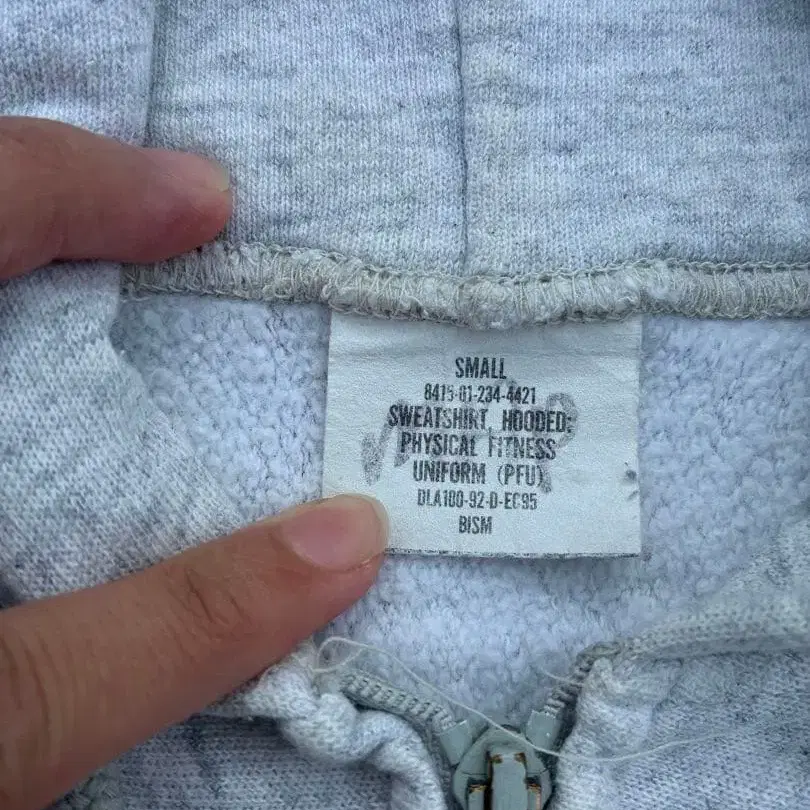 SMALL
8415-01-234-4421
SWEATSHIRT, HOODED:
PHYSICAL FITNESS
UNIFORM (PFU)
DLA100-92-D-EC95
BISM